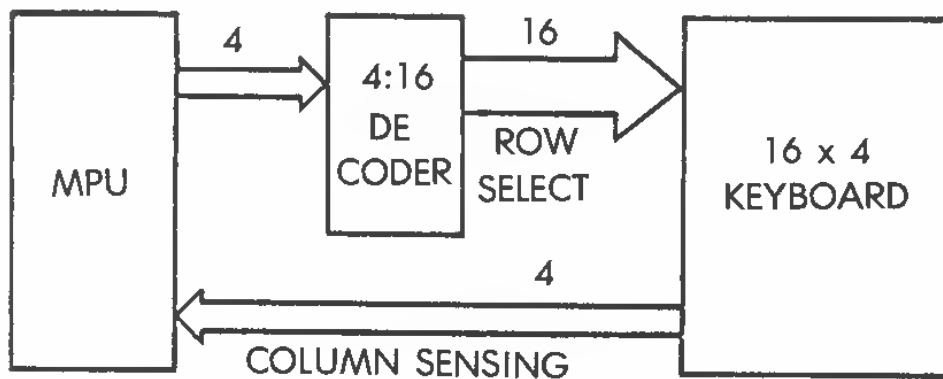 4
16
4:16
DE
CODER
ROW
SELECT
MPU
16 x 4
KEYBOARD
4
COLUMN SENSING